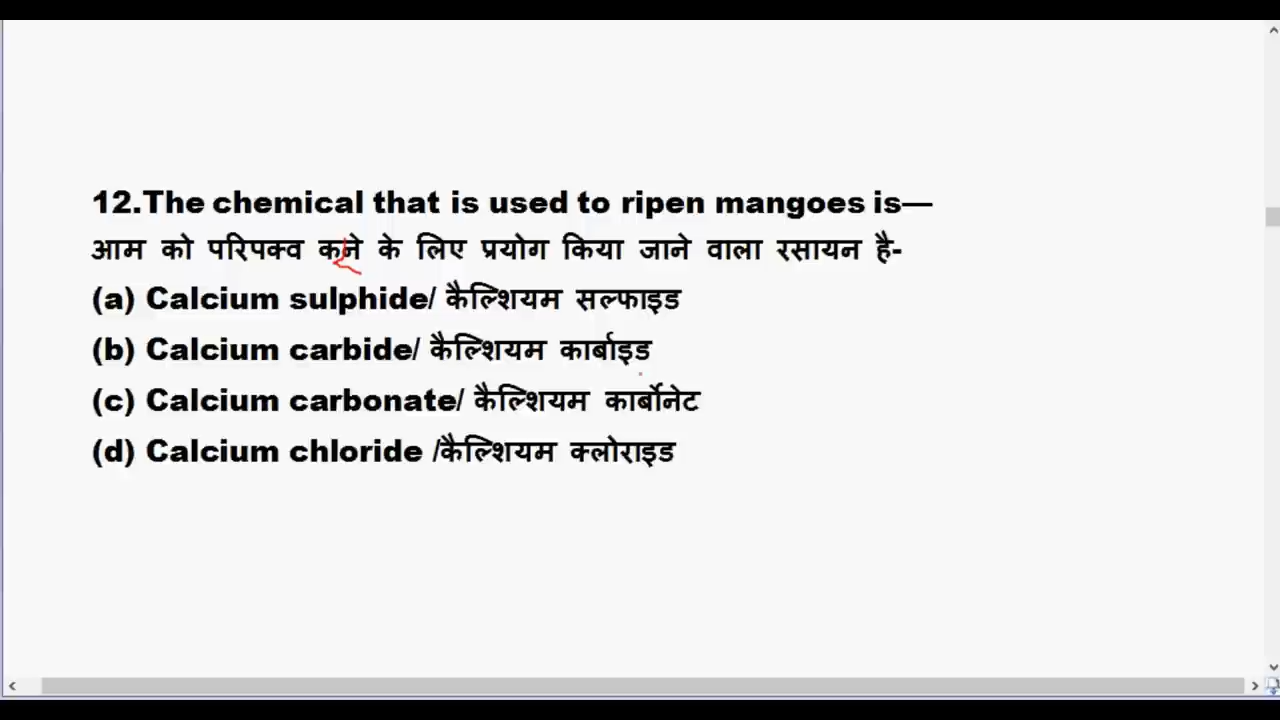 12.The chemical that is used to ripen mangoes is—
आम को परिपक्व कने के लिए प्रयोग किया जाने वाला रसायन है-
(a) Calcium sulphide/ कैल्शियम सल्फाइड
(b) Calcium carbide/ कैल्शियम कार्बाइड
(c) Calcium carbonate/ कैल्शियम कार्बोनेट
(d) Calcium chloride /कैल्शियम क्लोराइड